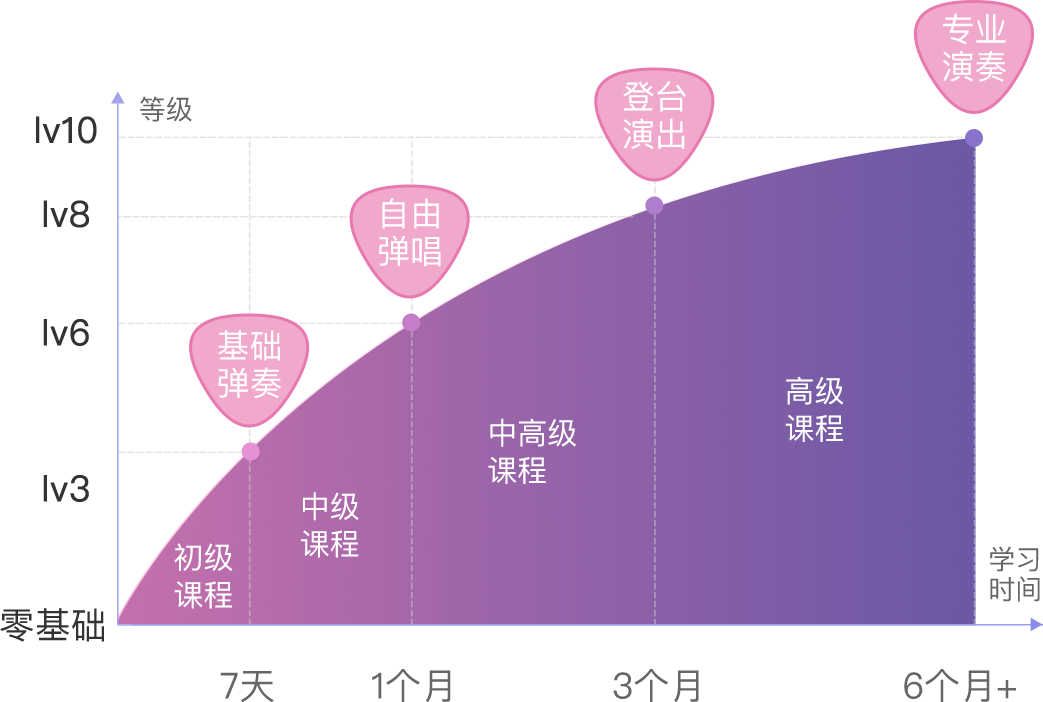 专业
演奏
登台
演出
等级
lv10
自由
弹唱
lv8
基础
弹奏
lv6
高级
课程
中高级
课程
lv3
中级
课程
初级
课程
学习
时间
零基础
7天
1个月
3个月
6个月+